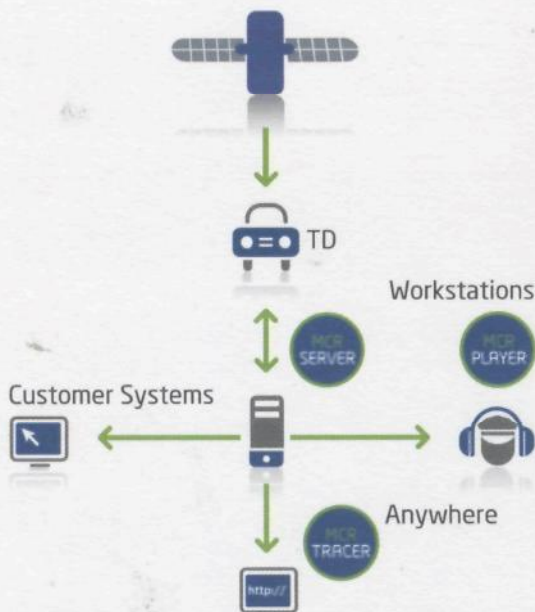 TD
Workstations
MCR
SERVER
MCR
PLAYER
Customer Systems
Anywhere
MCR
TRACER
http://